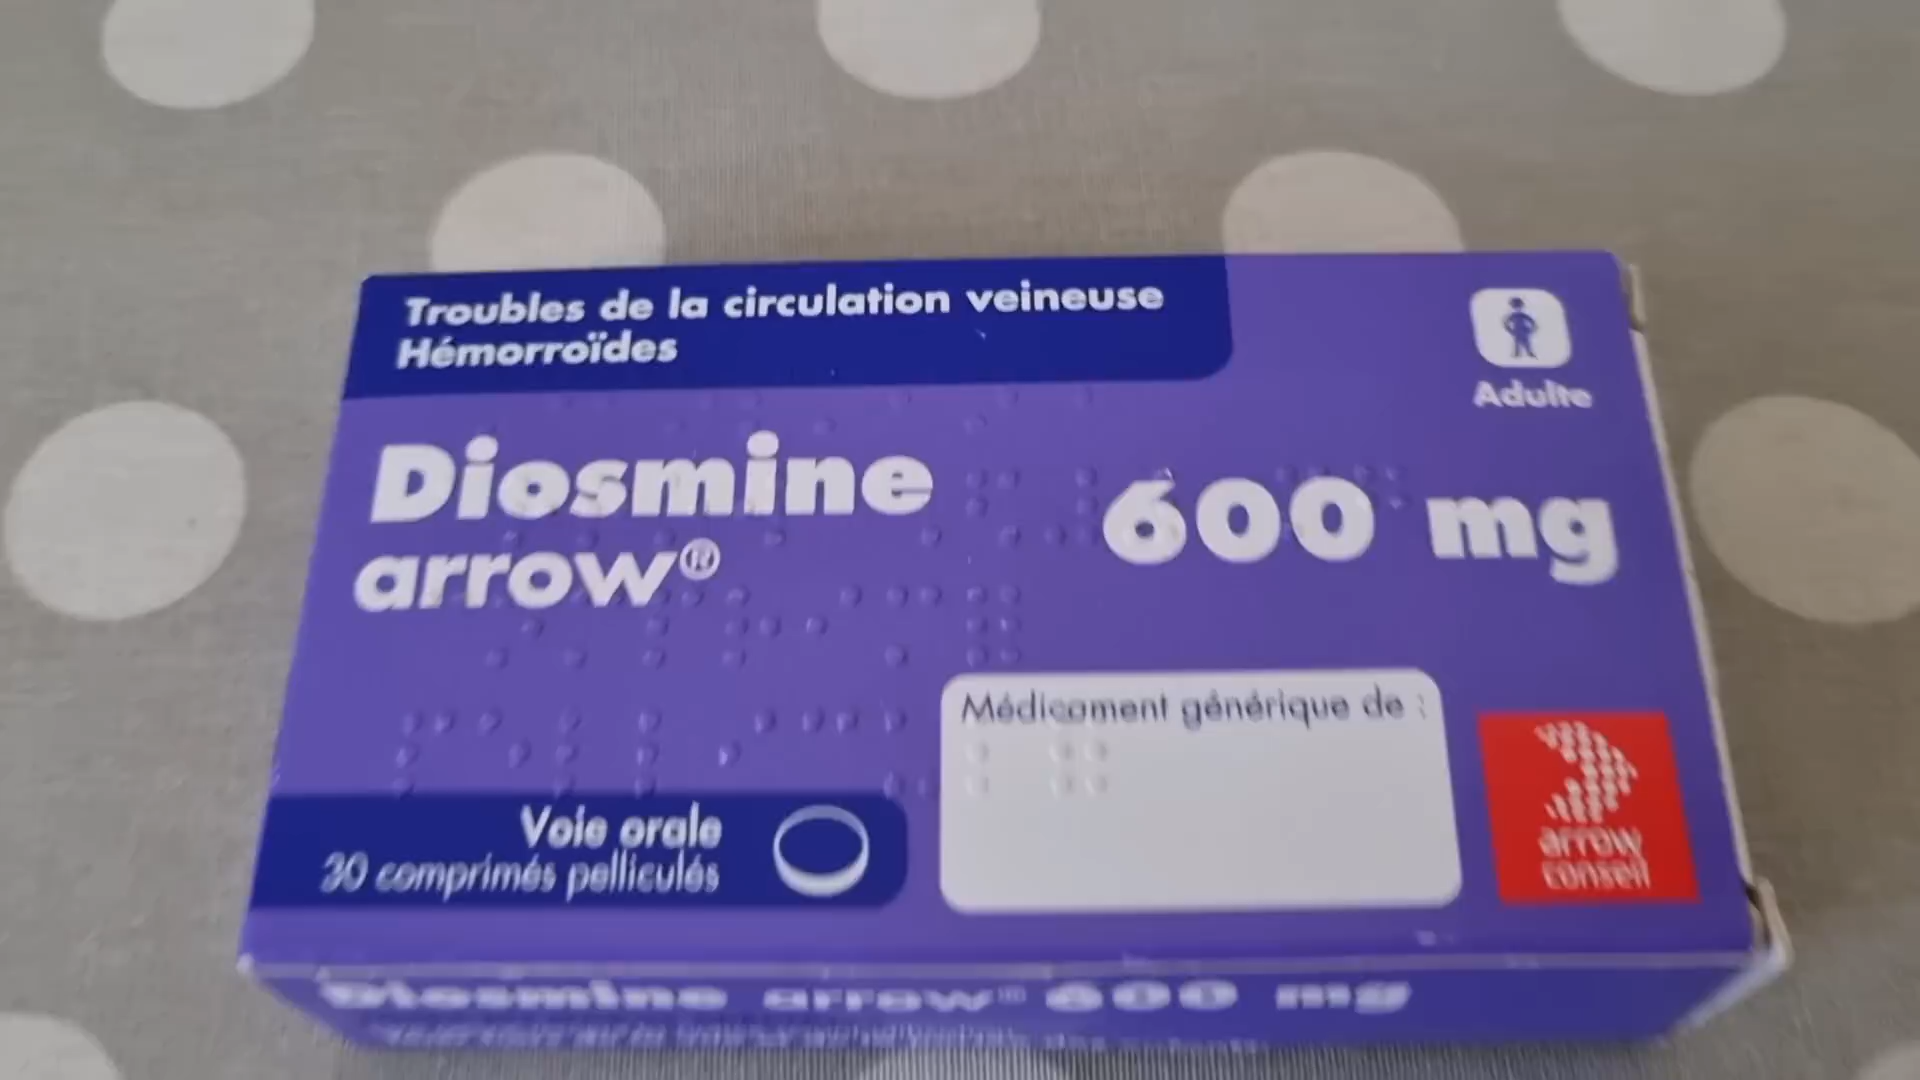 Troubles de la circulation veineuse
Hémorroïdes
Adulte
Diosmine
arrow®
600 mg
Médicament générique de :
Voie orale
30 comprimés pelliculés
arrow
conseil
Diosmine arrow® 600 mg